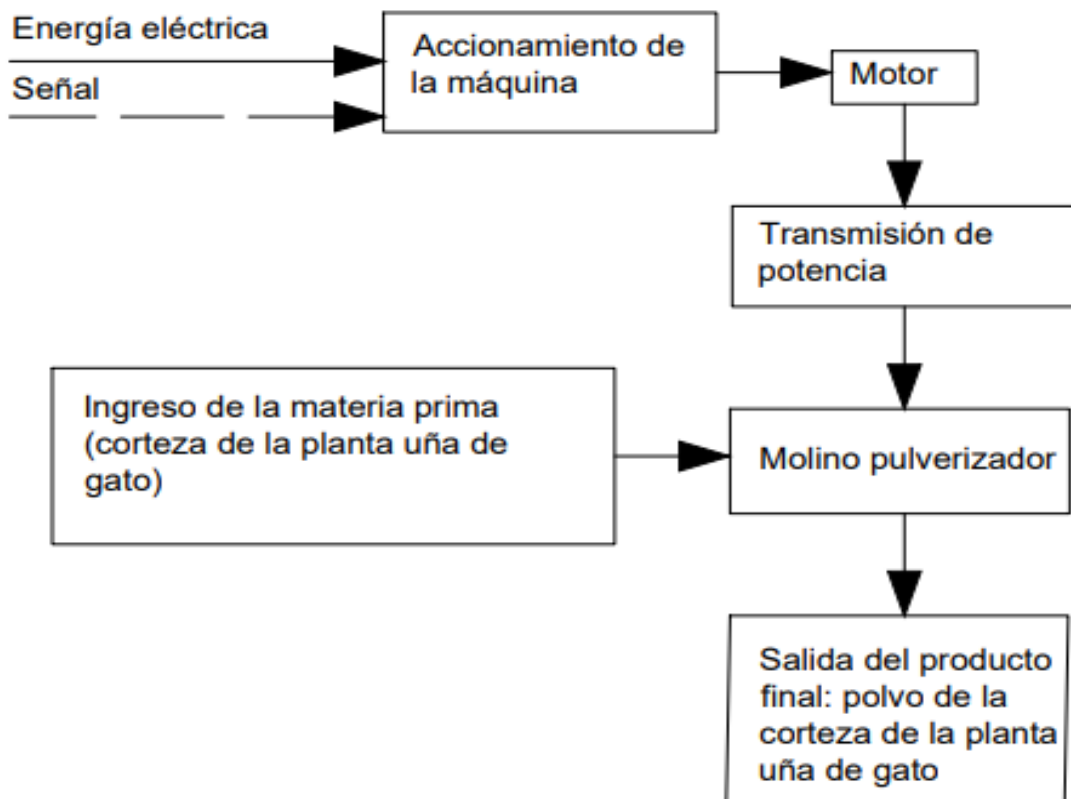 Energía eléctrica
Señal
Accionamiento de
la máquina
Motor
Transmisión de
potencia
Ingreso de la materia prima
(corteza de la planta uña de
gato)
Molino pulverizador
Salida del producto
final: polvo de la
corteza de la planta
uña de gato